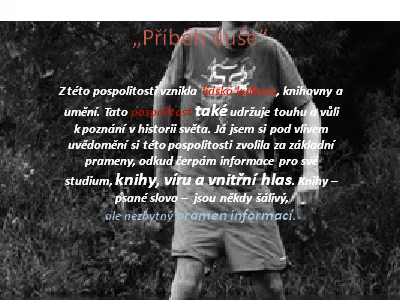 „Příběh duše"
Z této pospolitosti vznikla lidská kultura, knihovny a
umění. Tato pospolitost také udržuje touhu a vůli
k poznání v historii světa. Já jsem si pod vlivem
uvědomění si této pospolitosti zvolila za základní
prameny, odkud čerpám informace pro své
studium, knihy, víru a vnitřní hlas. Knihy –
psané slovo – jsou někdy šálivý,
ale nezbytný pramen informací.